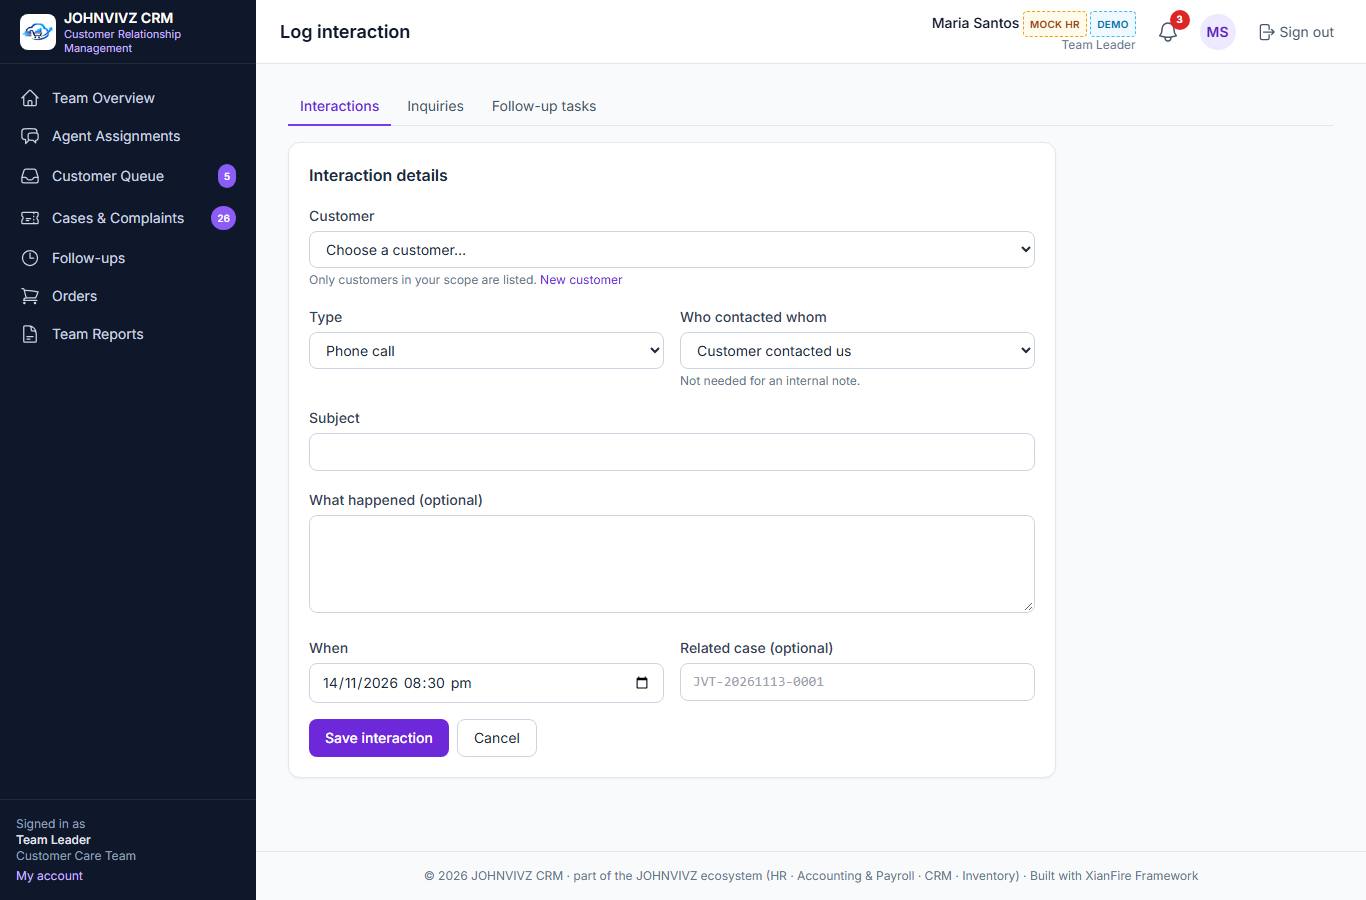 JOHNVIVZ CRM
Customer Relationship
Management
Team Overview
Agent Assignments
Customer Queue
5
Cases & Complaints
26
Follow-ups
Orders
Team Reports
Signed in as
Team Leader
Customer Care Team
My account
Log interaction
Maria Santos MOCK HR DEMO
Team Leader
3
MS
Sign out
Interactions Inquiries Follow-up tasks
Interaction details
Customer
Choose a customer...
Only customers in your scope are listed. New customer
Type Who contacted whom
Phone call Customer contacted us
Not needed for an internal note.
Subject
What happened (optional)
When Related case (optional)
14/11/2026 08:30 pm JVT-20261113-0001
Save interaction Cancel
© 2026 JOHNVIVZ CRM · part of the JOHNVIVZ ecosystem (HR · Accounting & Payroll · CRM · Inventory) · Built with XianFire Framework